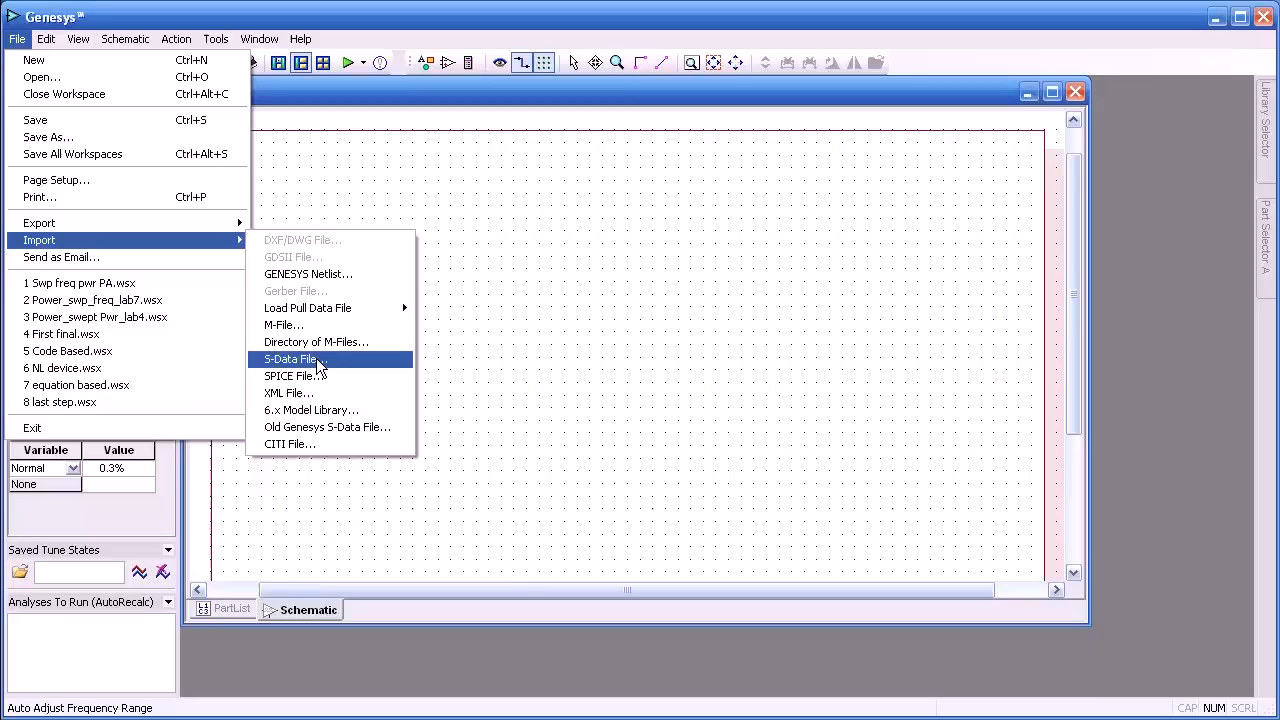 Genesys™
File Edit View Schematic Action Tools Window Help
New Ctrl+N
Open... Ctrl+O
Close Workspace Ctrl+Alt+C
Save Ctrl+S
Save As...
Save All Workspaces Ctrl+Alt+S
Page Setup...
Print... Ctrl+P
Export
Import
Send as Email...
1 Swp freq pwr PA.wsx
2 Power_swp_freq_lab7.wsx
3 Power_swept Pwr_lab4.wsx
4 First final.wsx
5 Code Based.wsx
6 NL device.wsx
7 equation based.wsx
8 last step.wsx
Exit
DXF/DWG File...
GDSII File...
GENESYS Netlist...
Gerber File...
Load Pull Data File
M-File...
Directory of M-Files...
S-Data File...
SPICE File...
XML File...
6.x Model Library...
Old Genesys S-Data File...
CITI File...
Library Selector
Part Selector A
Variable Value
Normal 0.3%
None
Saved Tune States
Analyses To Run (AutoRecalc)
PartList Schematic
Auto Adjust Frequency Range
CAP NUM SCRL